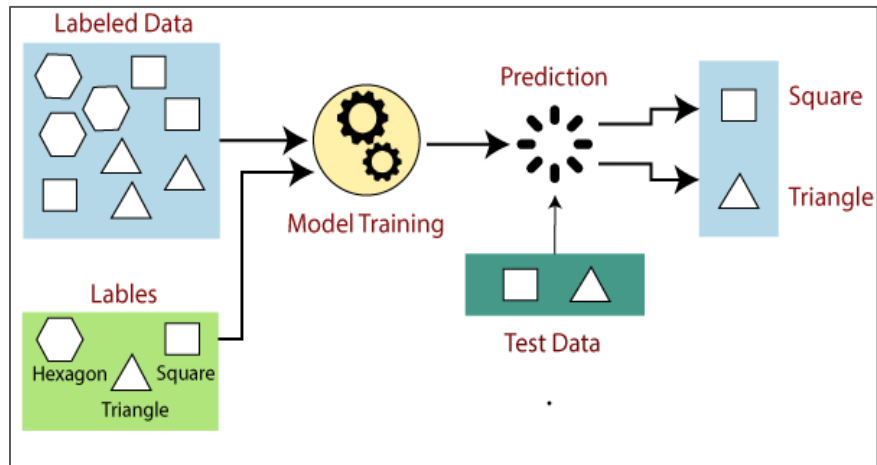 Labeled Data
Prediction
Square
Triangle
Model Training
Lables
Hexagon
Square
Triangle
Test Data
.